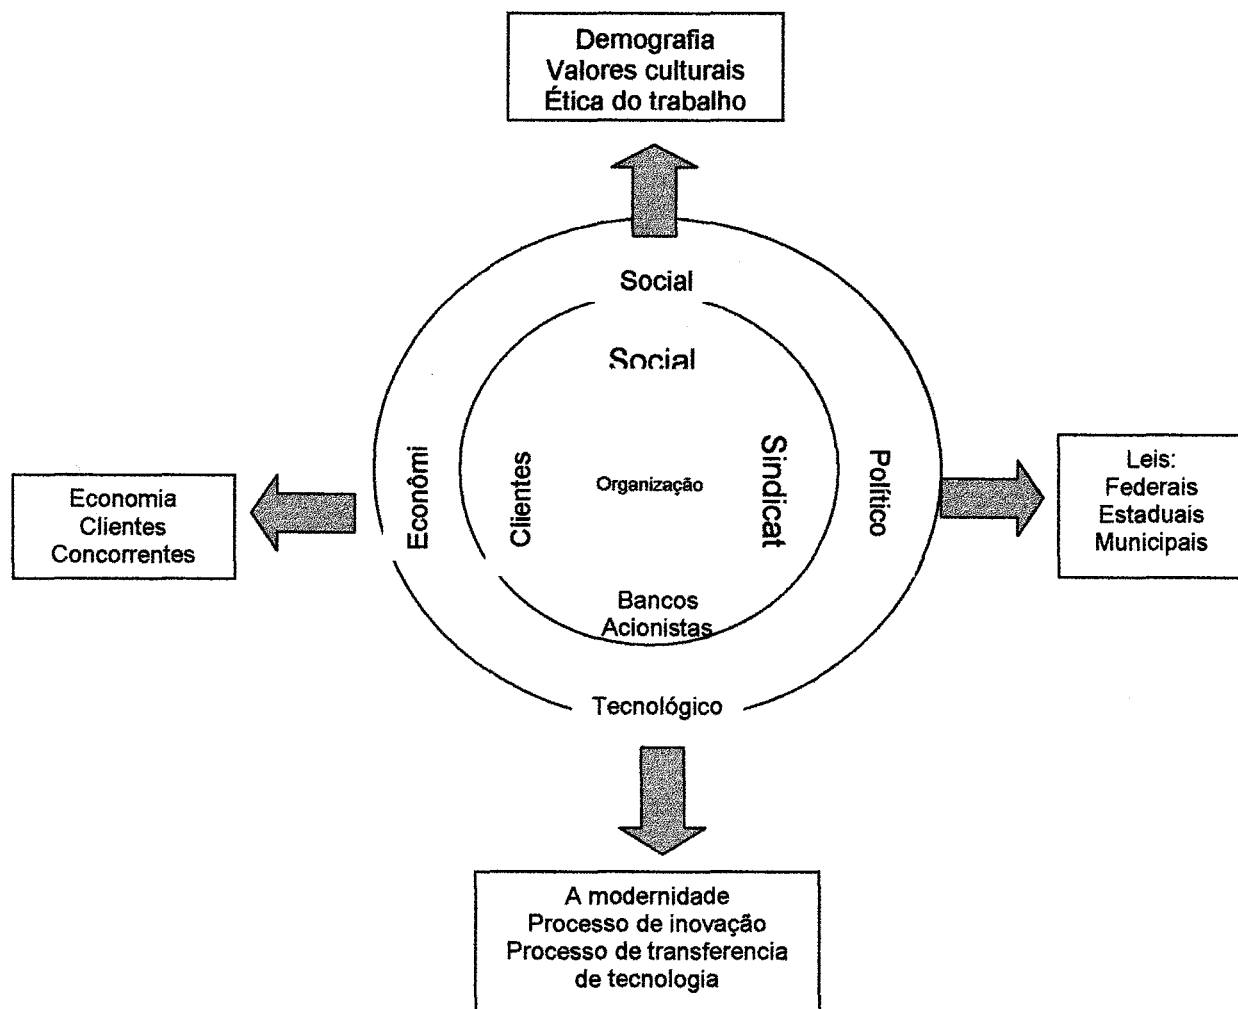 Demografia
Valores culturais
Ética do trabalho
Social
Social
Econômi
Clientes
Organização
Sindicat
Político
Economia
Clientes
Concorrentes
Leis:
Federais
Estaduais
Municipais
Bancos
Acionistas
Tecnológico
A modernidade
Processo de inovação
Processo de transferencia
de tecnologia